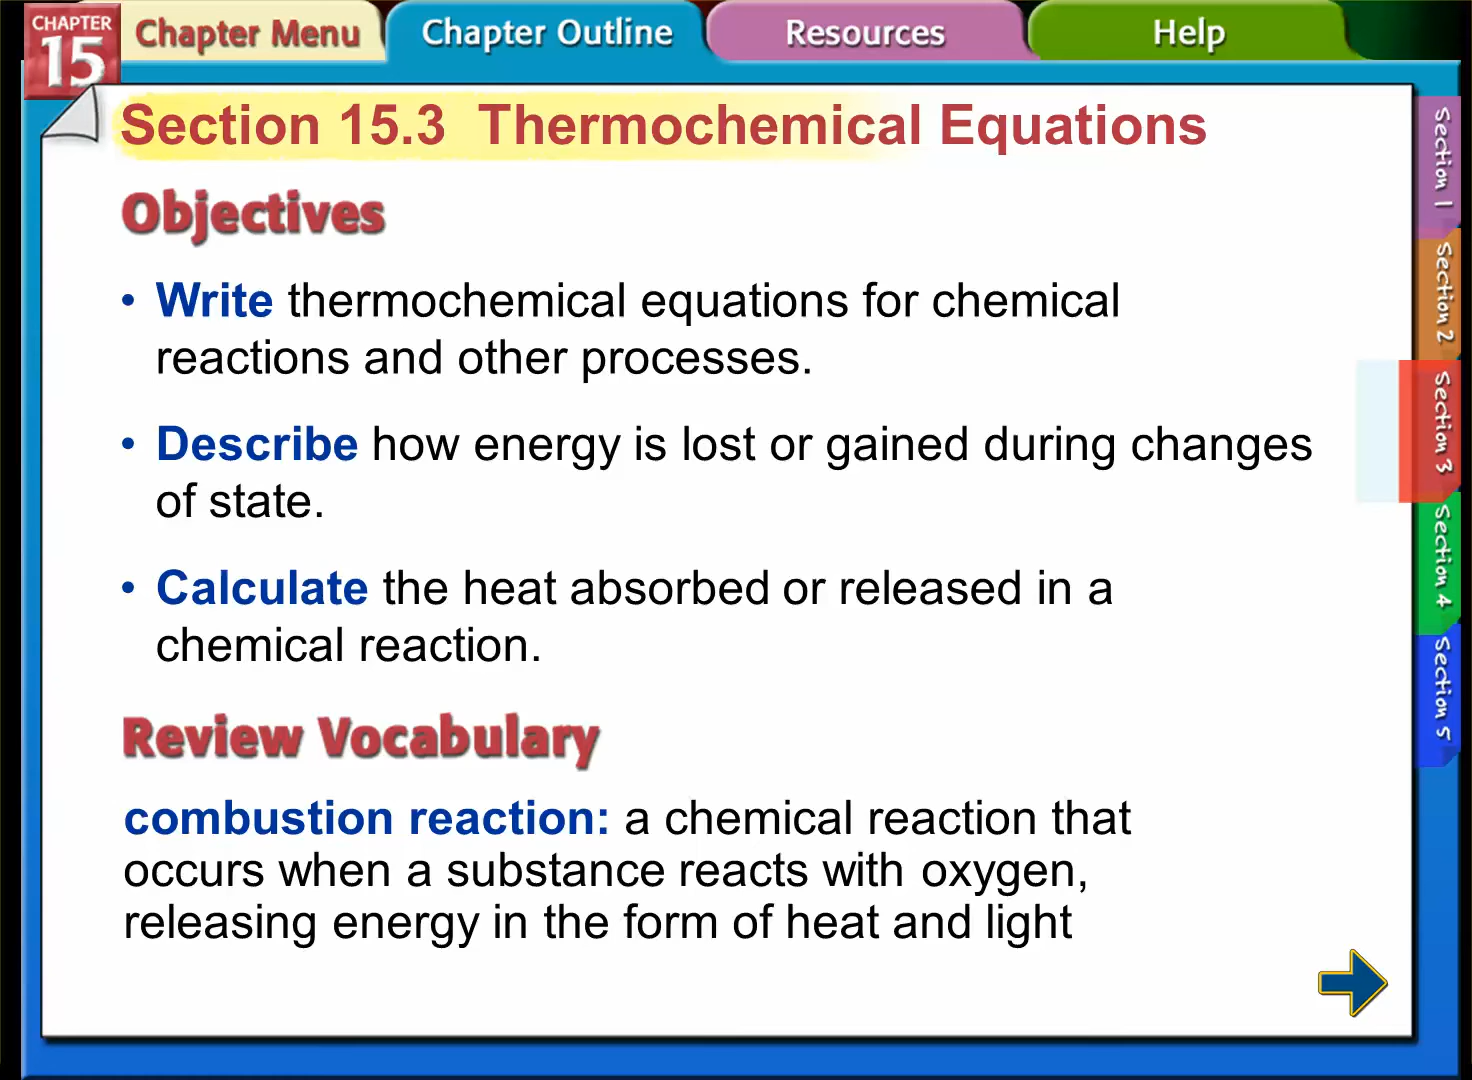 CHAPTER
15
Chapter Menu
Chapter Outline
Resources
Help
Section 15.3 Thermochemical Equations
Objectives
• Write thermochemical equations for chemical
reactions and other processes.
• Describe how energy is lost or gained during changes
of state.
• Calculate the heat absorbed or released in a
chemical reaction.
Review Vocabulary
combustion reaction: a chemical reaction that
occurs when a substance reacts with oxygen,
releasing energy in the form of heat and light
Section 1
Section 2
Section 3
Section 4
Section 5